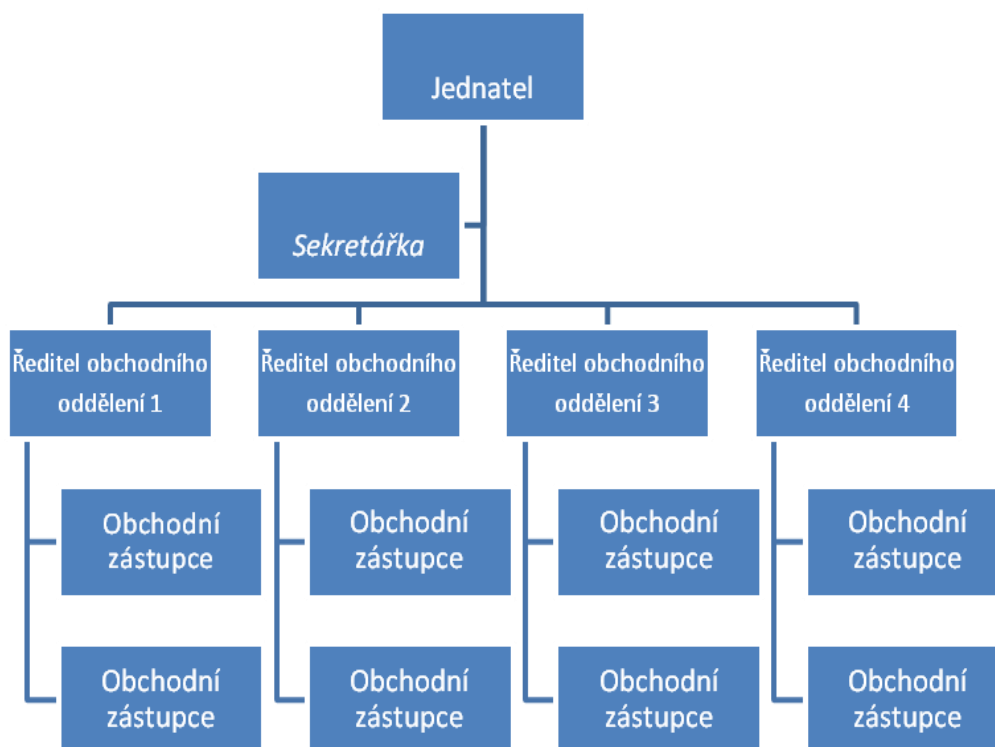 Jednatel
Sekretářka
Ředitel obchodního
oddělení 1
Ředitel obchodního
oddělení 2
Ředitel obchodního
oddělení 3
Ředitel obchodního
oddělení 4
Obchodní
zástupce
Obchodní
zástupce
Obchodní
zástupce
Obchodní
zástupce
Obchodní
zástupce
Obchodní
zástupce
Obchodní
zástupce
Obchodní
zástupce